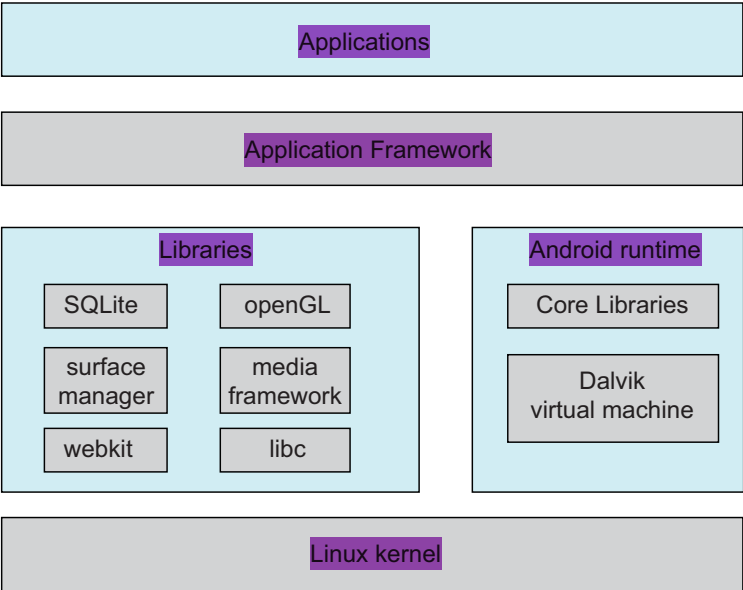 Applications
Application Framework
Libraries
SQLite
openGL
surface
manager
media
framework
webkit
libc
Android runtime
Core Libraries
Dalvik
virtual machine
Linux kernel